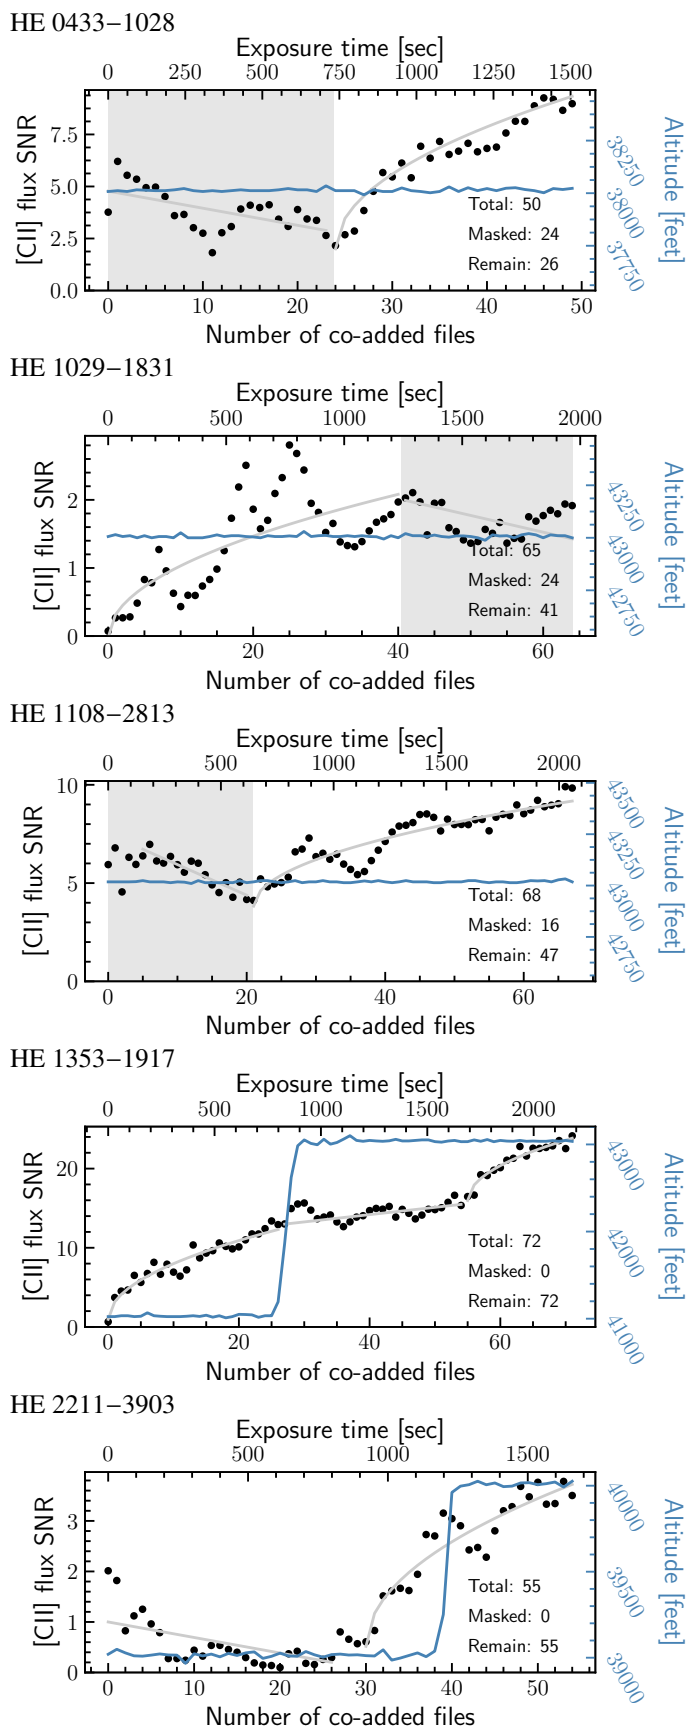 HE 0433−1028
Exposure time [sec]
0 250 500 750 1000 1250 1500
[CII] flux SNR
7.5
5.0
2.5
0.0
Altitude [feet]
38250
38000
37750
Total: 50
Masked: 24
Remain: 26
0 10 20 30 40 50
Number of co-added files
HE 1029−1831
Exposure time [sec]
0 500 1000 1500 2000
[CII] flux SNR
2
1
0
Altitude [feet]
43250
43000
42750
Total: 65
Masked: 24
Remain: 41
0 20 40 60
Number of co-added files
HE 1108−2813
Exposure time [sec]
0 500 1000 1500 2000
[CII] flux SNR
10
5
0
Altitude [feet]
43500
43250
43000
42750
Total: 68
Masked: 16
Remain: 47
0 20 40 60
Number of co-added files
HE 1353−1917
Exposure time [sec]
0 500 1000 1500 2000
[CII] flux SNR
20
10
0
Altitude [feet]
43000
42000
41000
Total: 72
Masked: 0
Remain: 72
0 20 40 60
Number of co-added files
HE 2211−3903
Exposure time [sec]
0 500 1000 1500
[CII] flux SNR
3
2
1
0
Altitude [feet]
40000
39500
39000
Total: 55
Masked: 0
Remain: 55
0 10 20 30 40 50
Number of co-added files